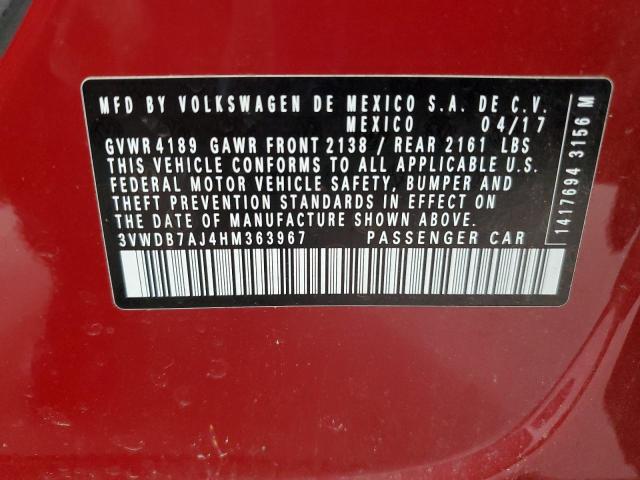 MFD BY VOLKSWAGEN DE MEXICO S.A. DE C.V.
MEXICO 04/17
GVWR 4189 GAWR FRONT 2138 / REAR 2161 LBS
THIS VEHICLE CONFORMS TO ALL APPLICABLE U.S.
FEDERAL MOTOR VEHICLE SAFETY, BUMPER AND
THEFT PREVENTION STANDARDS IN EFFECT ON
THE DATE OF MANUFACTURE SHOWN ABOVE.
3VWDB7AJ4HM363967 PASSENGER CAR
1417694 3156 M